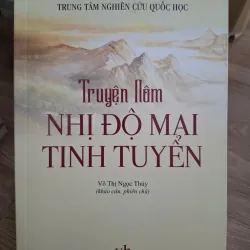 TRUNG TÂM NGHIÊN CỨU QUỐC HỌC
Truyện Nôm
NHỊ ĐỘ MAI
TINH TUYỂN
Võ Thị Ngọc Thúy
(khảo cứu, phiên chú)